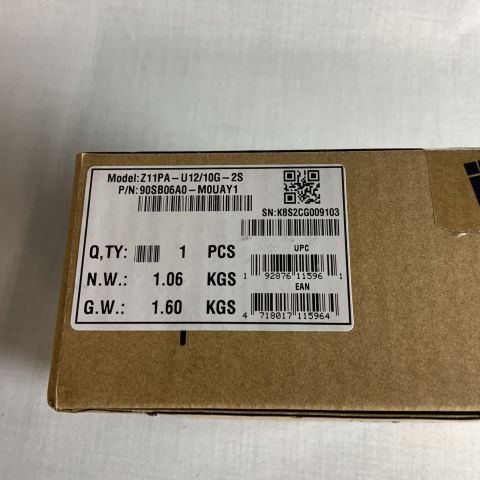 Model:Z11PA-U12/10G-2S
P/N:90SB06A0-M0UAY1
SN:K8S2CG009103
Q,TY: 1 PCS
UPC
1 92876 11596 1
N.W.: 1.06 KGS
EAN
G.W.: 1.60 KGS
4 718017 115964